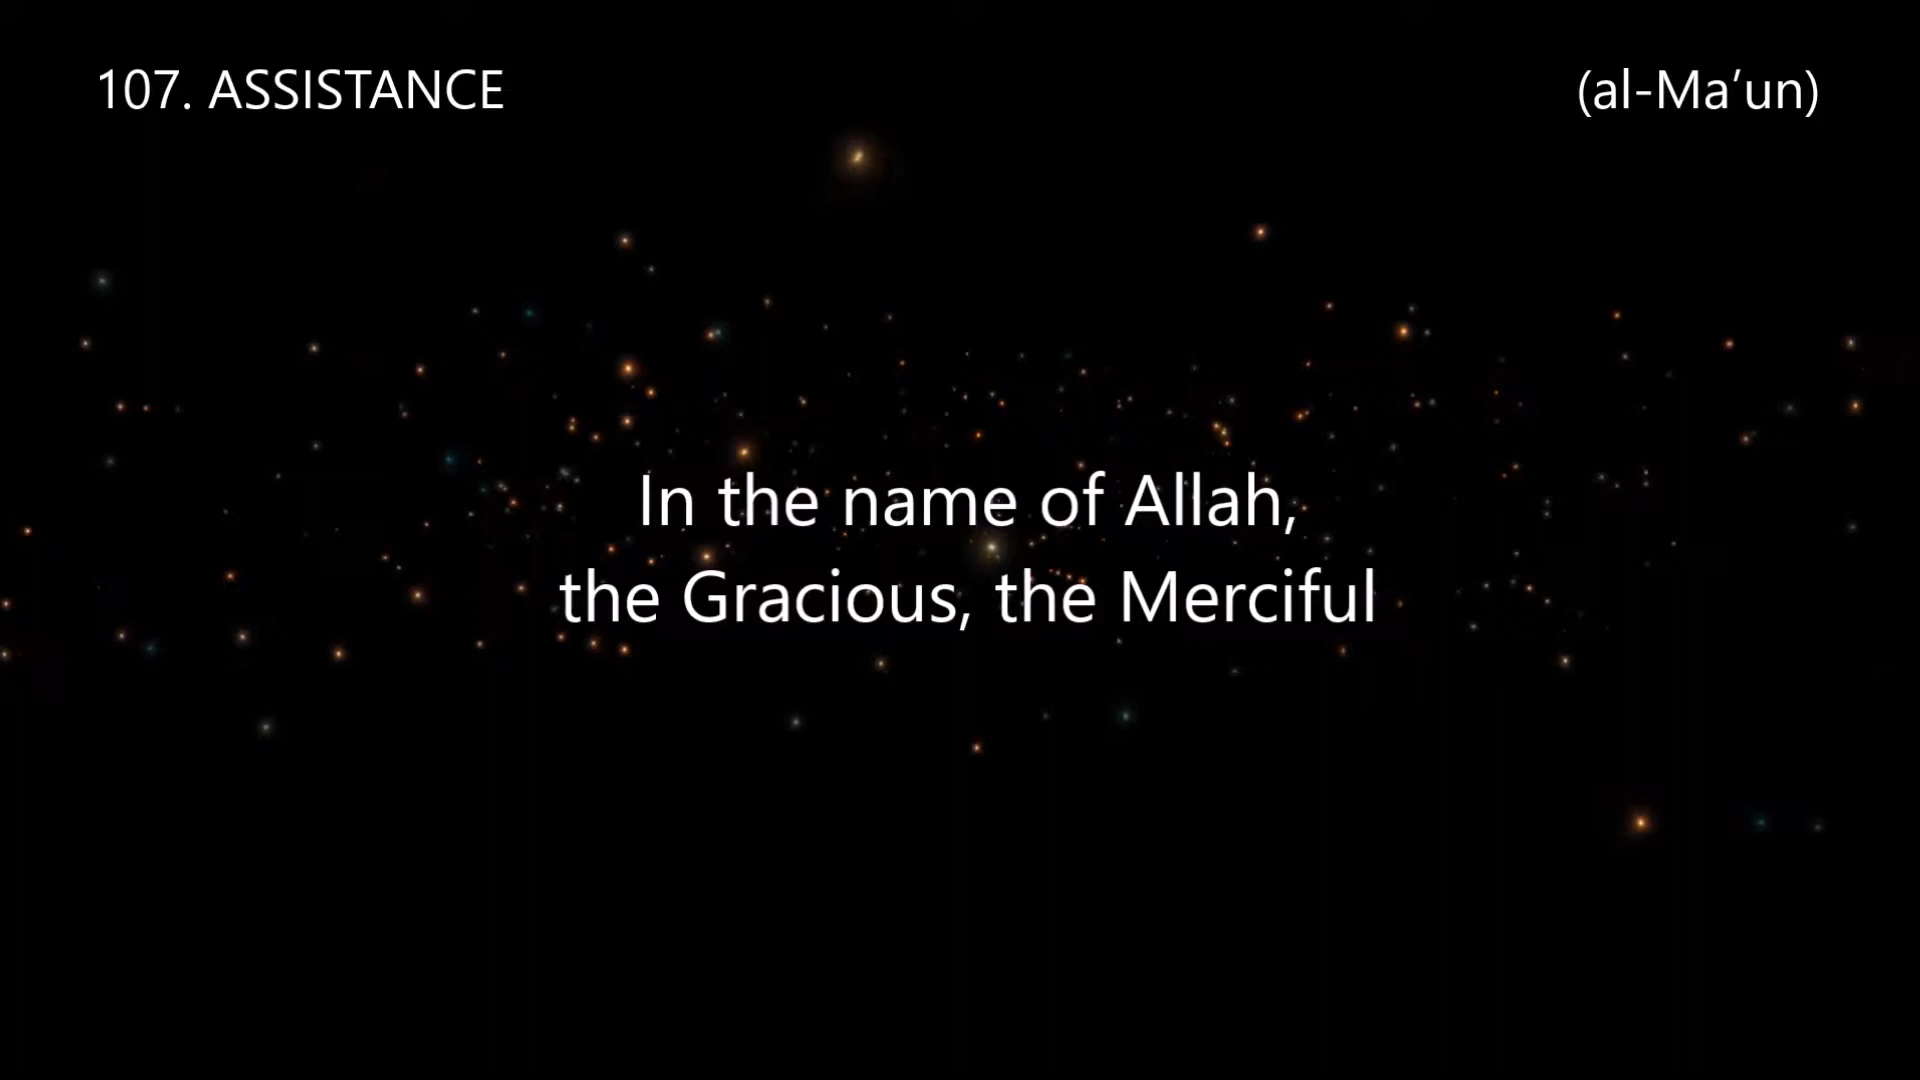 107. ASSISTANCE (al-Ma’un)
In the name of Allah,
the Gracious, the Merciful